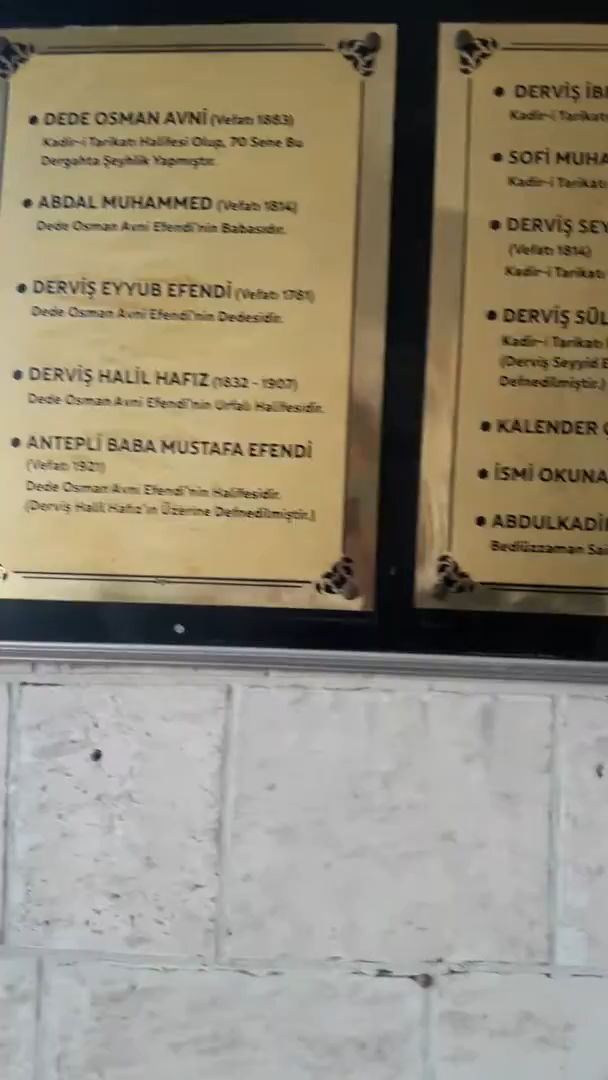 • DEDE OSMAN AVNİ (Vefatı 1883)
Kadir-i Tarikatı Halifesi Olup, 70 Sene Bu
Dergahta Şeyhlik Yapmıştır.
• ABDAL MUHAMMED (Vefatı 1814)
Dede Osman Avni Efendi'nin Babasıdır.
• DERVİŞ EYYUB EFENDİ (Vefatı 1781)
Dede Osman Avni Efendi'nin Dedesidir.
• DERVİŞ HALİL HAFIZ (1832 - 1907)
Dede Osman Avni Efendi'nin Urfalı Halifesidir.
• ANTEPLİ BABA MUSTAFA EFENDİ
(Vefatı 1921)
Dede Osman Avni Efendi'nin Halifesidir.
(Derviş Halil Hafız'ın Üzerine Defnedilmiştir.)
• DERVİŞ İB
Kadir-i Tarikatı
• SOFİ MUHA
Kadir-i Tarikatı
• DERVİŞ SEY
(Vefatı 1814)
Kadir-i Tarikatı
• DERVİŞ SÜL
Kadir-i Tarikatı
(Derviş Seyyid E
Defnedilmiştir.)
• KALENDER
• İSMİ OKUNA
• ABDULKADİ
Bediüzzaman Sai